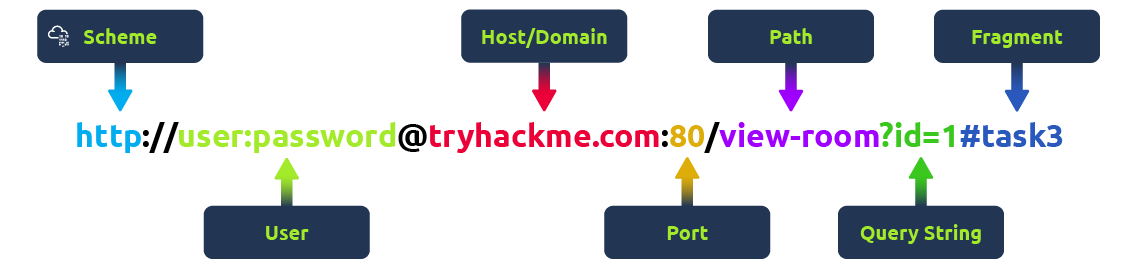 Scheme
Host/Domain
Path
Fragment
http://user:password@tryhackme.com:80/view-room?id=1#task3
User
Port
Query String